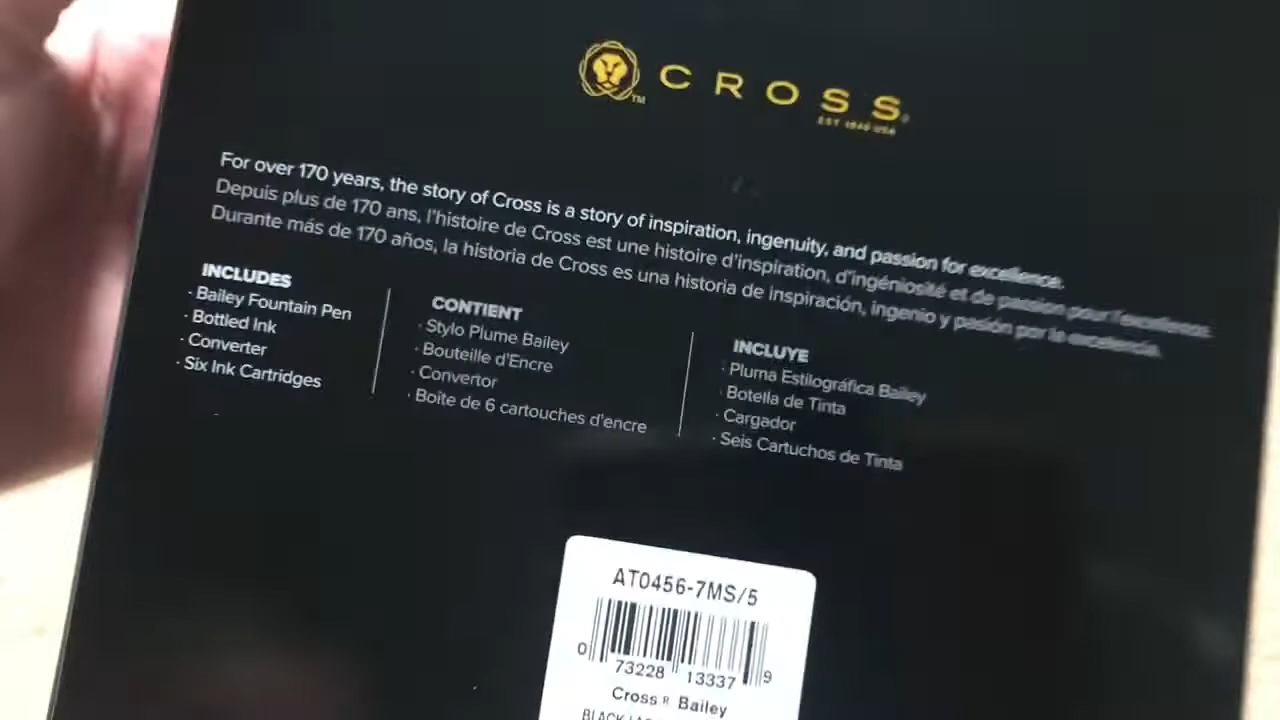 CROSS
TM
EST 1846 USA
For over 170 years, the story of Cross is a story of inspiration, ingenuity, and passion for excellence.
Depuis plus de 170 ans, l'histoire de Cross est une histoire d'inspiration, d'ingéniosité et de passion pour l'excellence.
Durante más de 170 años, la historia de Cross es una historia de inspiración, ingenio y pasión por la excelencia.
INCLUDES
· Bailey Fountain Pen
· Bottled Ink
· Converter
· Six Ink Cartridges
CONTIENT
· Stylo Plume Bailey
· Bouteille d'Encre
· Convertor
· Boîte de 6 cartouches d'encre
INCLUYE
· Pluma Estilográfica Bailey
· Botella de Tinta
· Cargador
· Seis Cartuchos de Tinta
AT0456-7MS/5
0 73228 13337 9
Cross® Bailey
BLACK